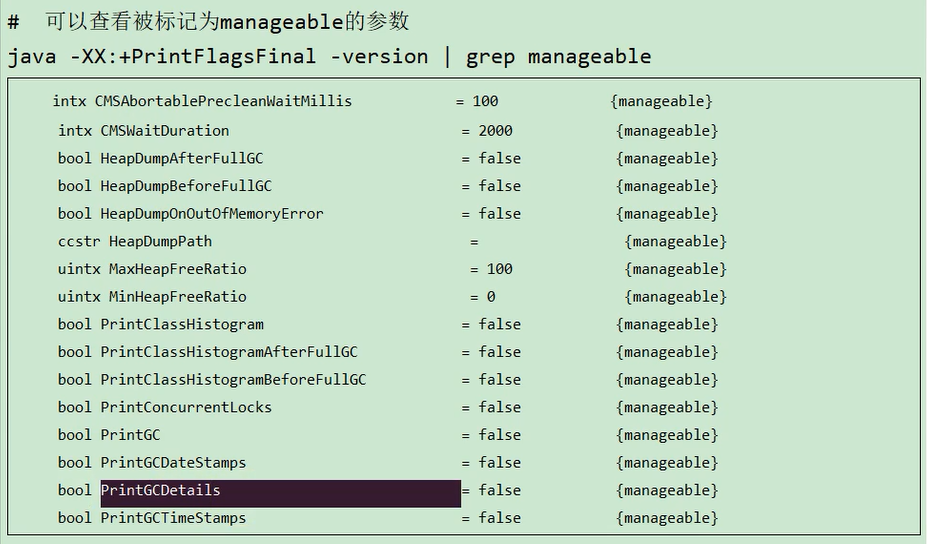 # 可以查看被标记为manageable的参数
java -XX:+PrintFlagsFinal -version | grep manageable
intx CMSAbortablePrecleanWaitMillis = 100 {manageable}
intx CMSWaitDuration = 2000 {manageable}
bool HeapDumpAfterFullGC = false {manageable}
bool HeapDumpBeforeFullGC = false {manageable}
bool HeapDumpOnOutOfMemoryError = false {manageable}
ccstr HeapDumpPath = {manageable}
uintx MaxHeapFreeRatio = 100 {manageable}
uintx MinHeapFreeRatio = 0 {manageable}
bool PrintClassHistogram = false {manageable}
bool PrintClassHistogramAfterFullGC = false {manageable}
bool PrintClassHistogramBeforeFullGC = false {manageable}
bool PrintConcurrentLocks = false {manageable}
bool PrintGC = false {manageable}
bool PrintGCDateStamps = false {manageable}
bool PrintGCDetails = false {manageable}
bool PrintGCTimeStamps = false {manageable}